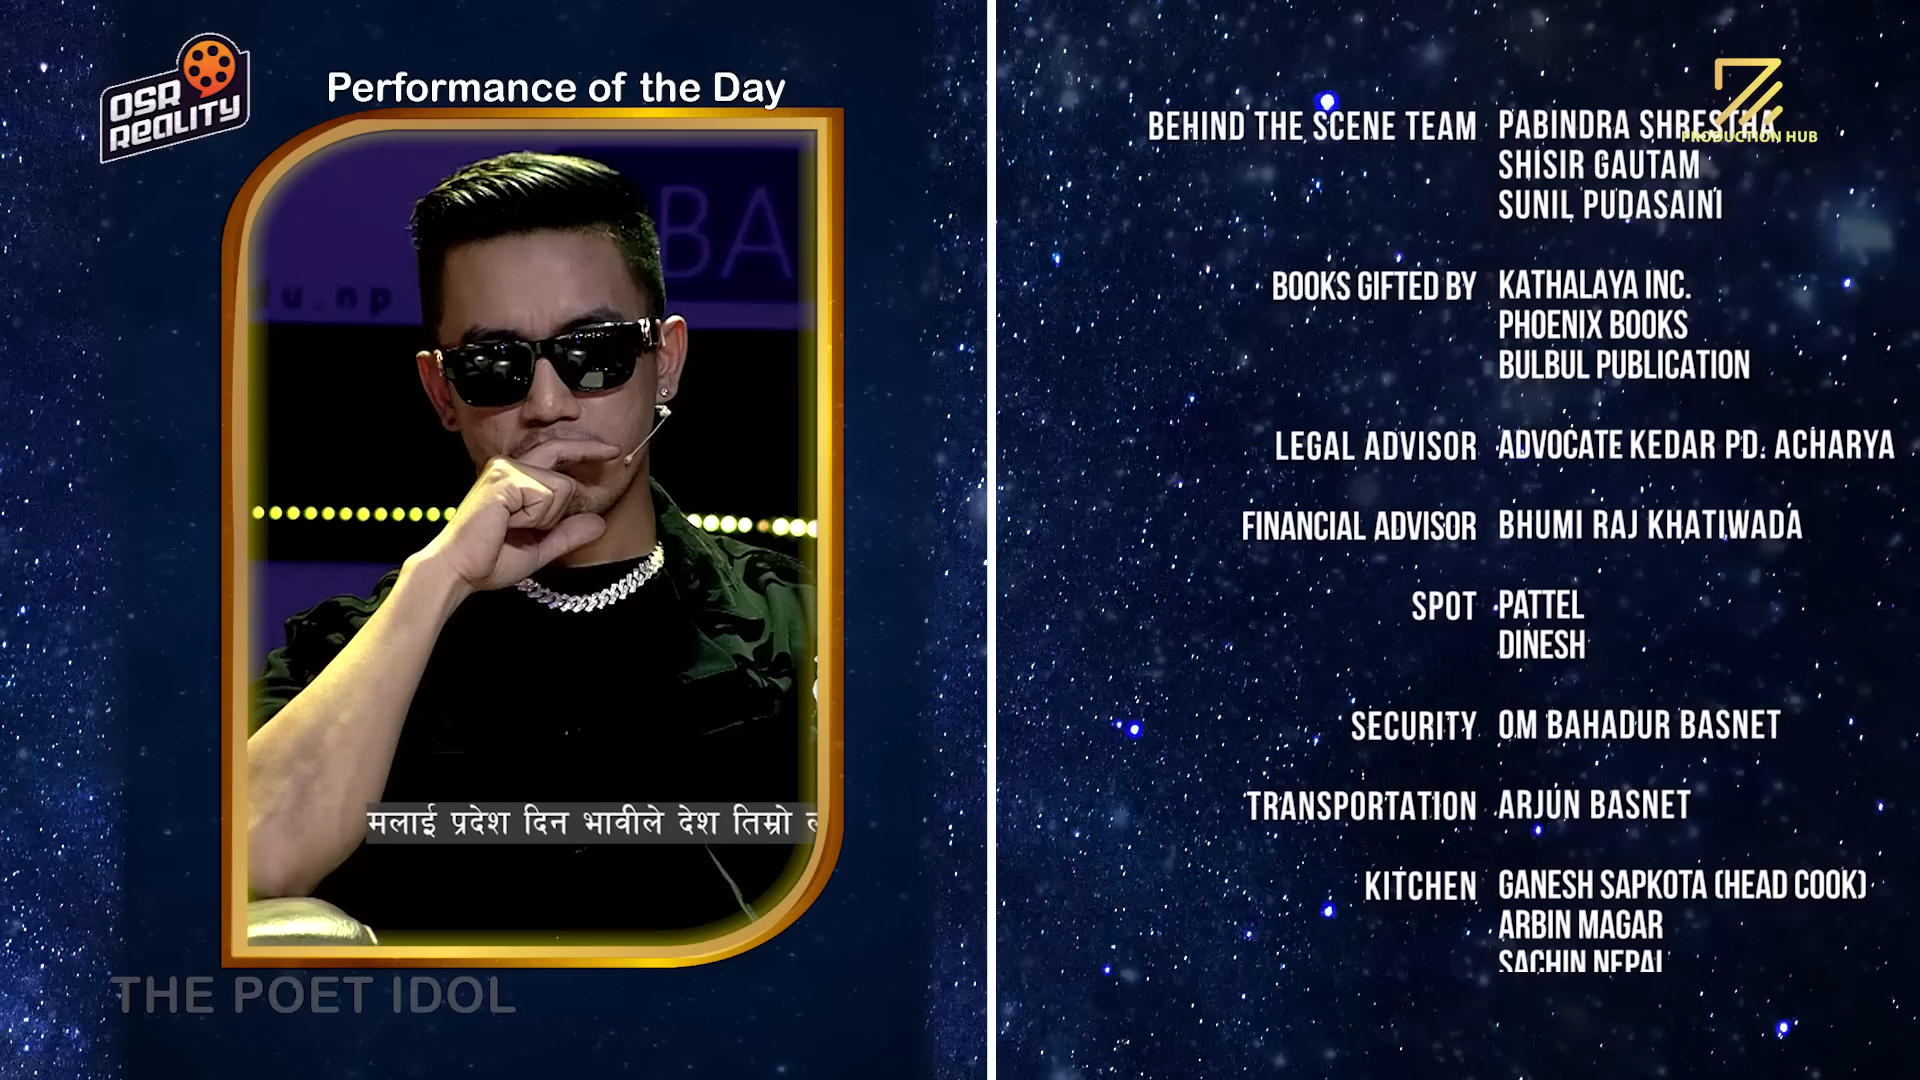 OSR
REALITY
Performance of the Day
BA
du.np
मलाई प्रदेश दिन भावीले देश तिम्रो
THE POET IDOL
PRODUCTION HUB
BEHIND THE SCENE TEAM PABINDRA SHRESTHA
SHISIR GAUTAM
SUNIL PUDASAINI
BOOKS GIFTED BY KATHALAYA INC.
PHOENIX BOOKS
BULBUL PUBLICATION
LEGAL ADVISOR ADVOCATE KEDAR PD. ACHARYA
FINANCIAL ADVISOR BHUMI RAJ KHATIWADA
SPOT PATTEL
DINESH
SECURITY OM BAHADUR BASNET
TRANSPORTATION ARJUN BASNET
KITCHEN GANESH SAPKOTA (HEAD COOK)
ARBIN MAGAR
SACHIN NEPAL